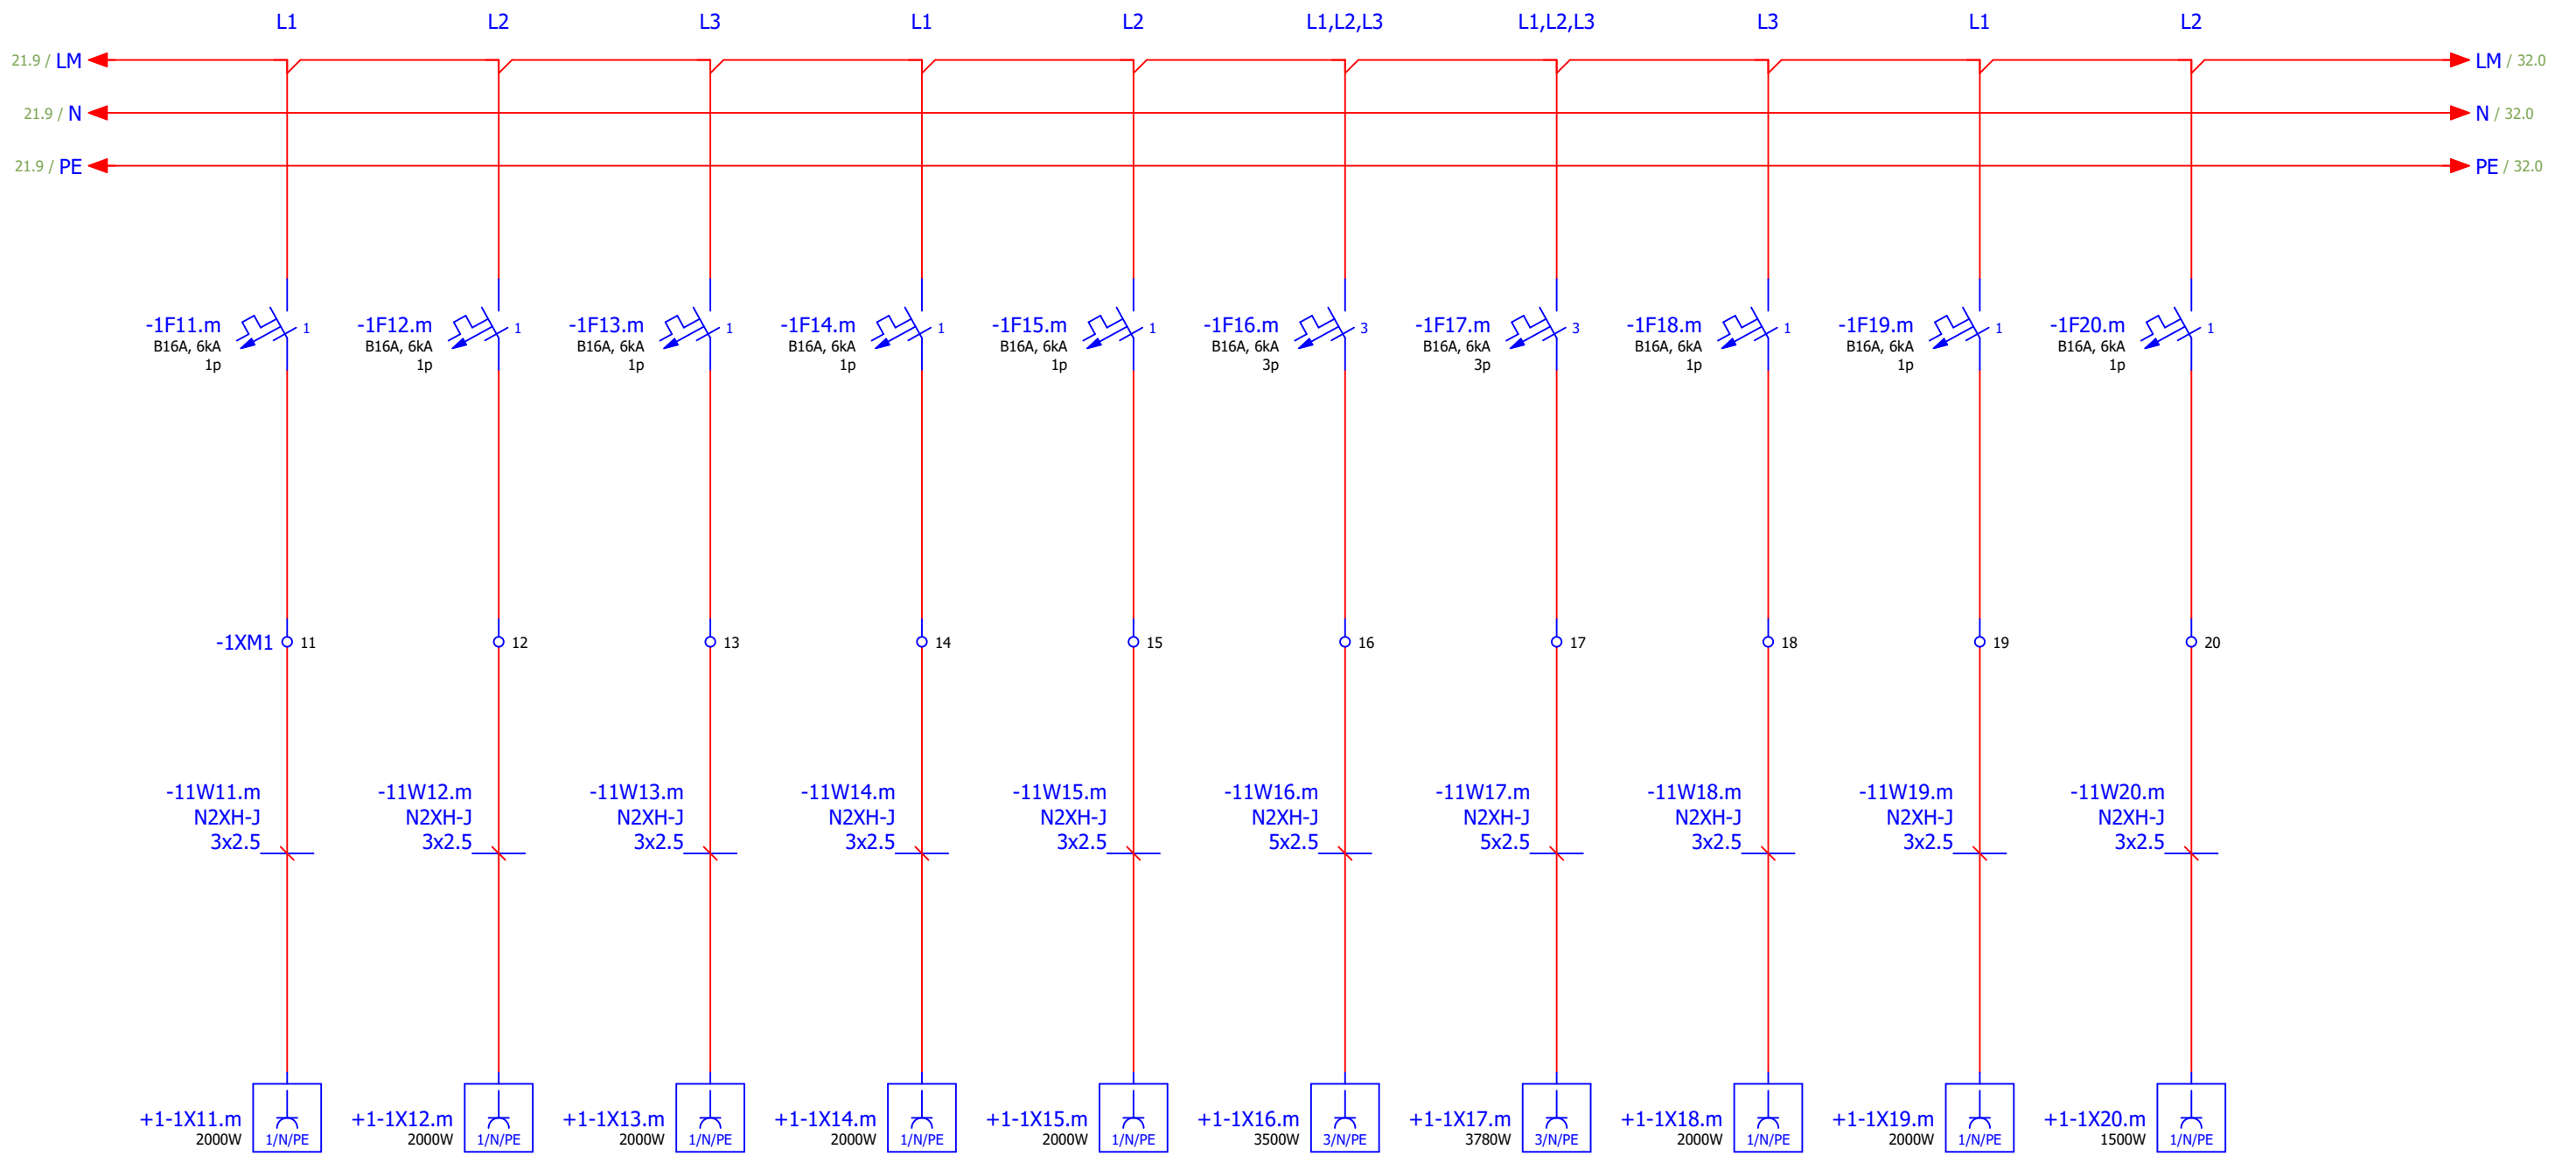 L1 L2 L3 L1 L2 L1,L2,L3 L1,L2,L3 L3 L1 L2
21.9 / LM LM / 32.0
21.9 / N N / 32.0
21.9 / PE PE / 32.0
-1F11.m 1 -1F12.m 1 -1F13.m 1 -1F14.m 1 -1F15.m 1 -1F16.m 3 -1F17.m 3 -1F18.m 1 -1F19.m 1 -1F20.m 1
B16A, 6kA B16A, 6kA B16A, 6kA B16A, 6kA B16A, 6kA B16A, 6kA B16A, 6kA B16A, 6kA B16A, 6kA B16A, 6kA
1p 1p 1p 1p 1p 3p 3p 1p 1p 1p
-1XM1 11 12 13 14 15 16 17 18 19 20
-11W11.m -11W12.m -11W13.m -11W14.m -11W15.m -11W16.m -11W17.m -11W18.m -11W19.m -11W20.m
N2XH-J N2XH-J N2XH-J N2XH-J N2XH-J N2XH-J N2XH-J N2XH-J N2XH-J N2XH-J
3x2.5 3x2.5 3x2.5 3x2.5 3x2.5 5x2.5 5x2.5 3x2.5 3x2.5 3x2.5
+1-1X11.m +1-1X12.m +1-1X13.m +1-1X14.m +1-1X15.m +1-1X16.m +1-1X17.m +1-1X18.m +1-1X19.m +1-1X20.m
2000W 1/N/PE 2000W 1/N/PE 2000W 1/N/PE 2000W 1/N/PE 2000W 1/N/PE 3500W 3/N/PE 3780W 3/N/PE 2000W 1/N/PE 2000W 1/N/PE 1500W 1/N/PE